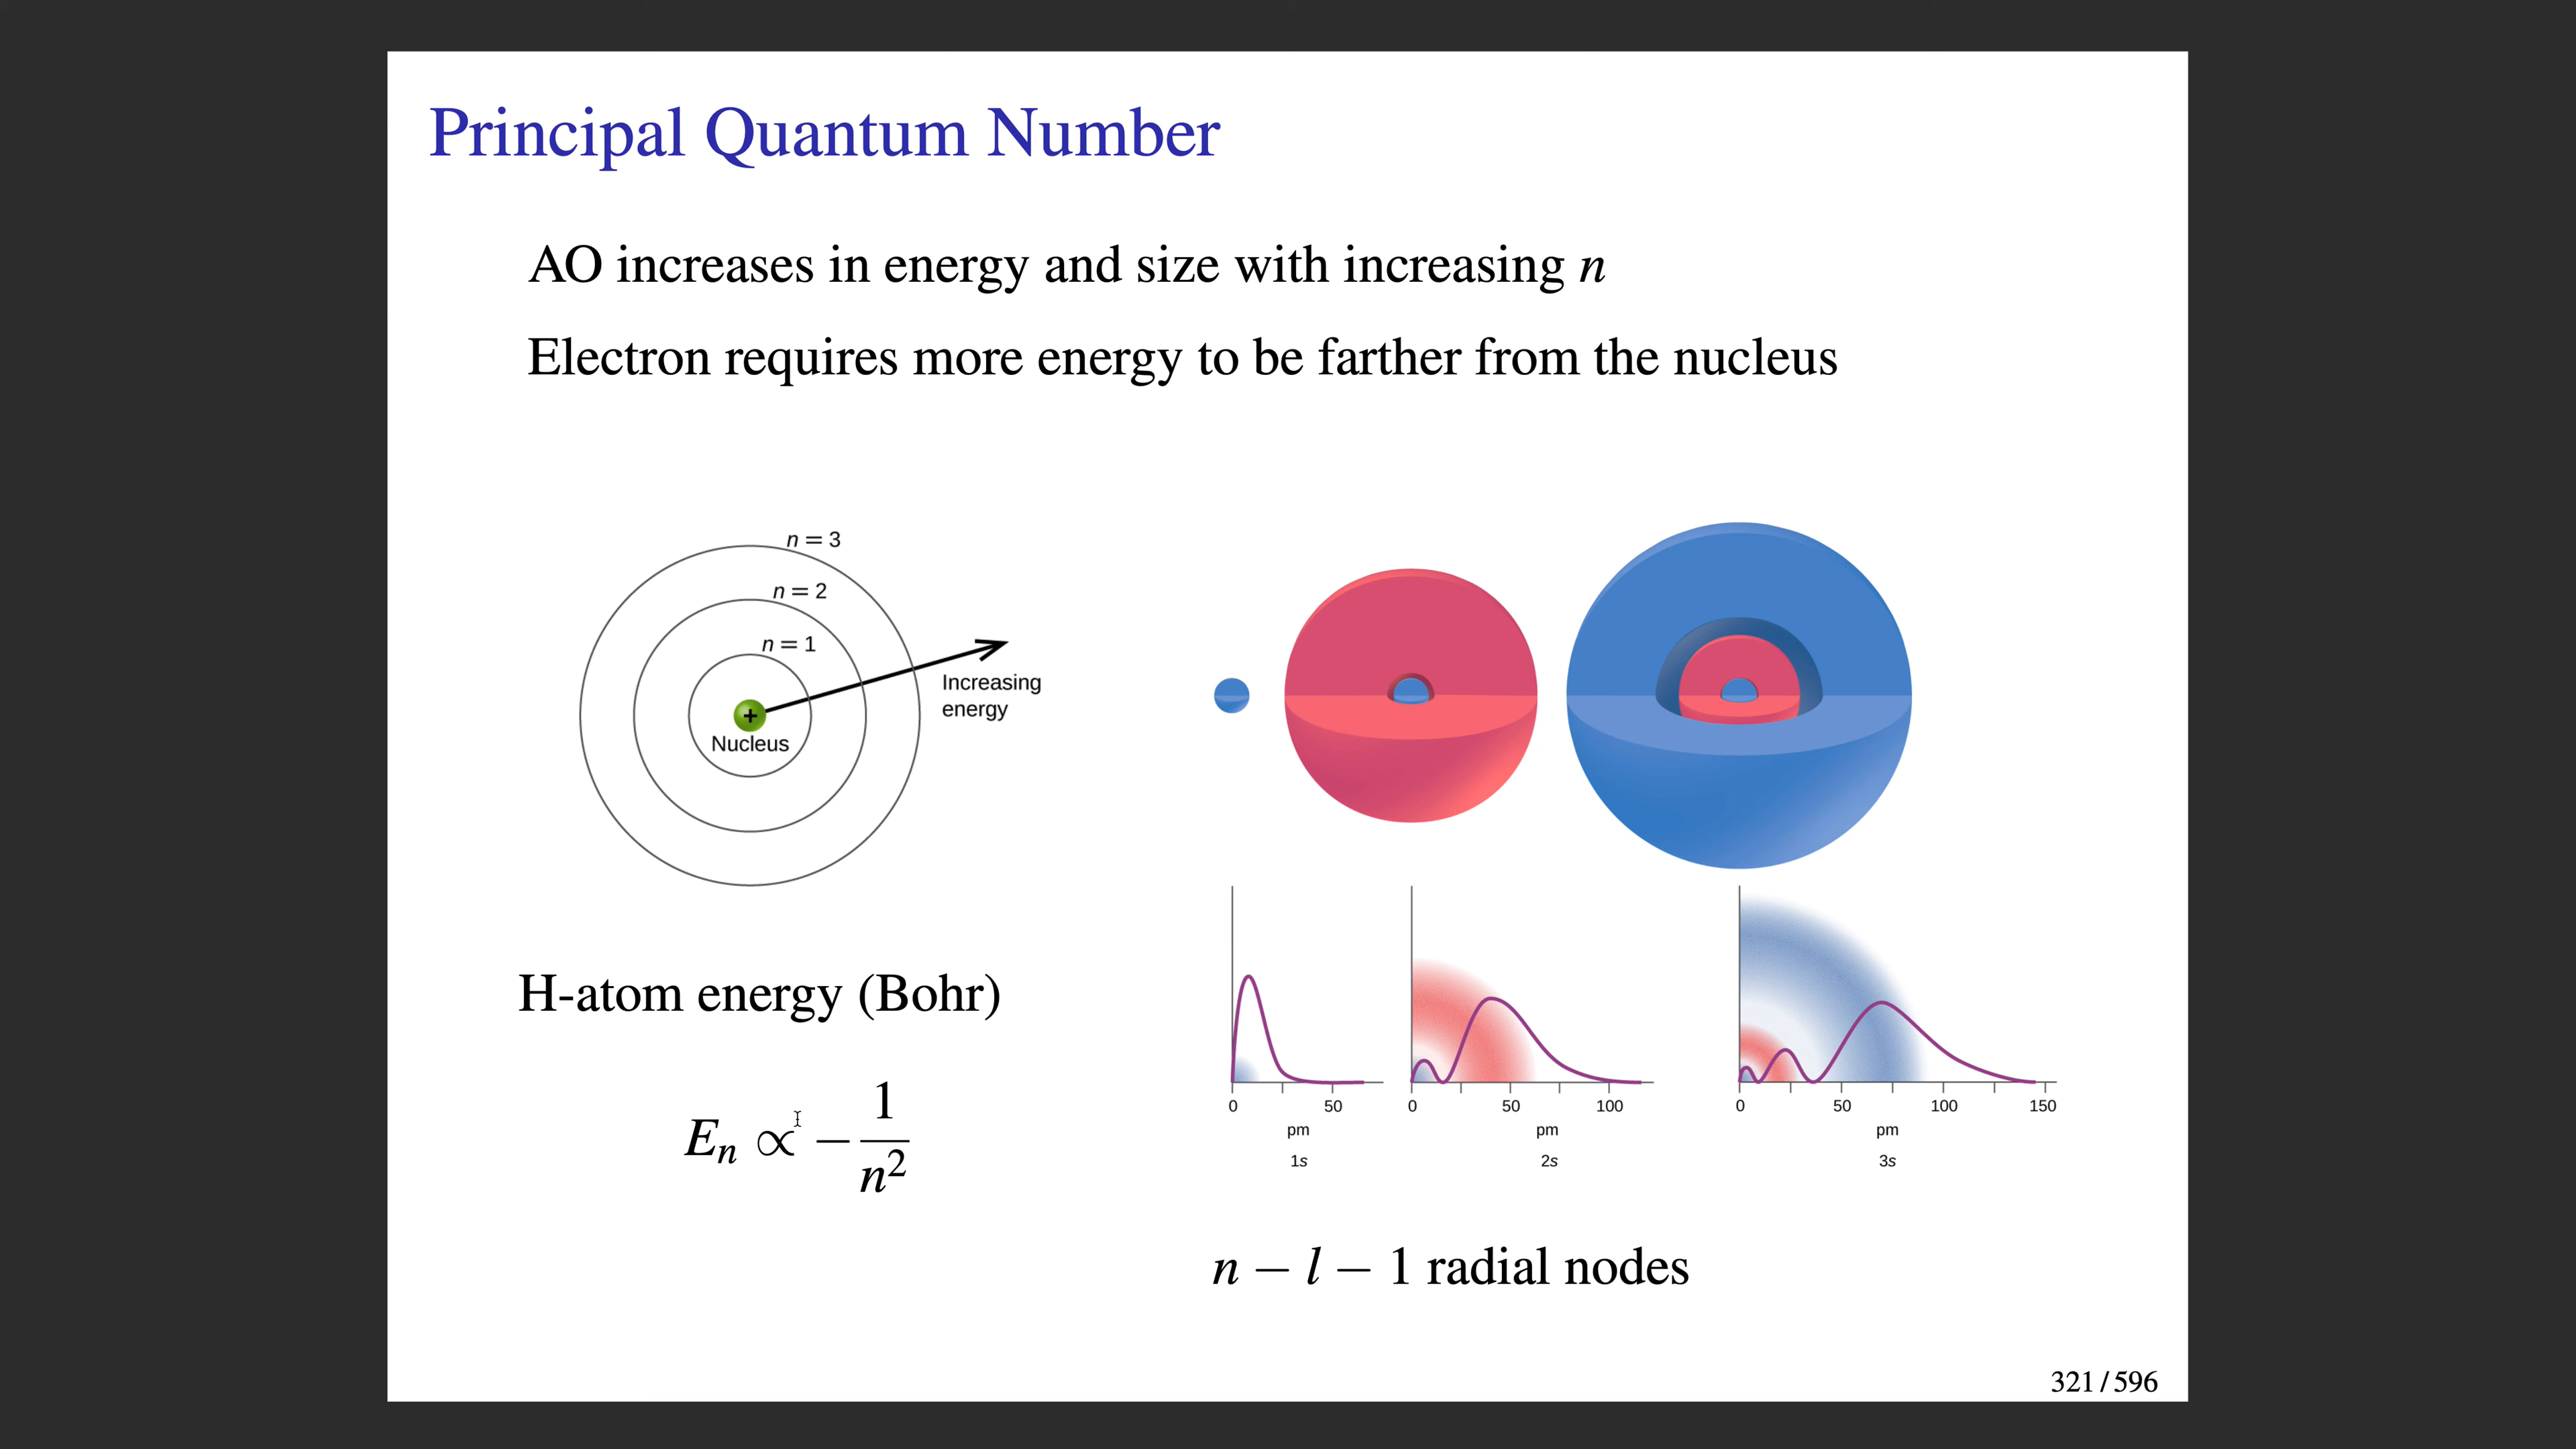 Principal Quantum Number
AO increases in energy and size with increasing n
Electron requires more energy to be farther from the nucleus
n = 3
n = 2
n = 1
Increasing
energy
+
Nucleus
H-atom energy (Bohr)
Eₙ ∝ − 1/n²
0 50
pm
1s
0 50 100
pm
2s
0 50 100 150
pm
3s
n − l − 1 radial nodes
321 / 596